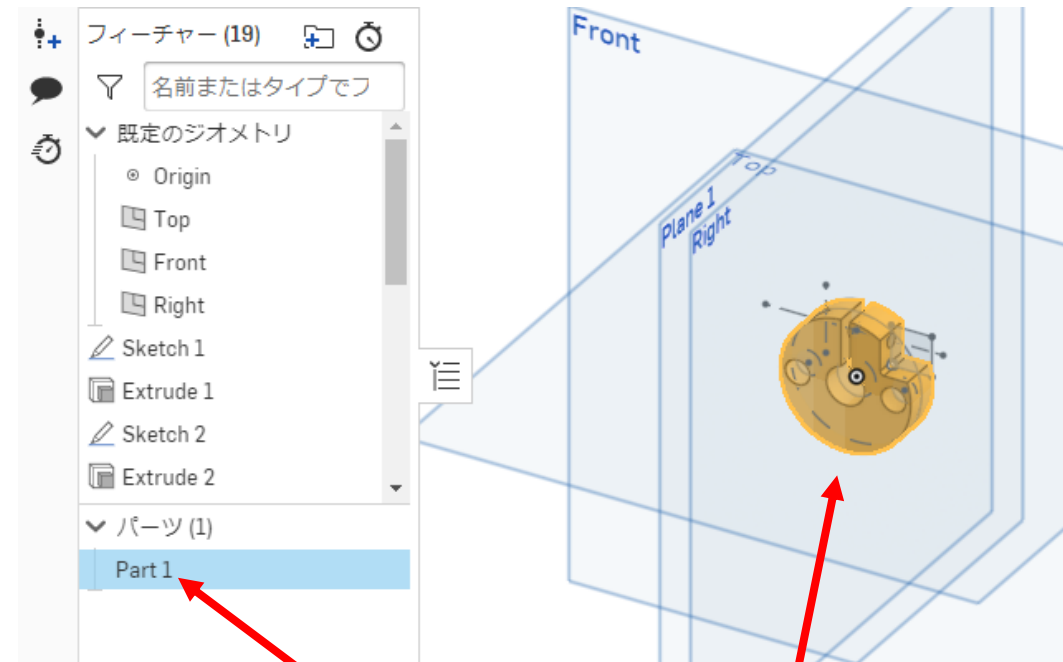 フィーチャー (19)
名前またはタイプでフ
既定のジオメトリ
Origin
Top
Front
Right
Sketch 1
Extrude 1
Sketch 2
Extrude 2
パーツ (1)
Part 1
Front
Top
Plane 1
Right